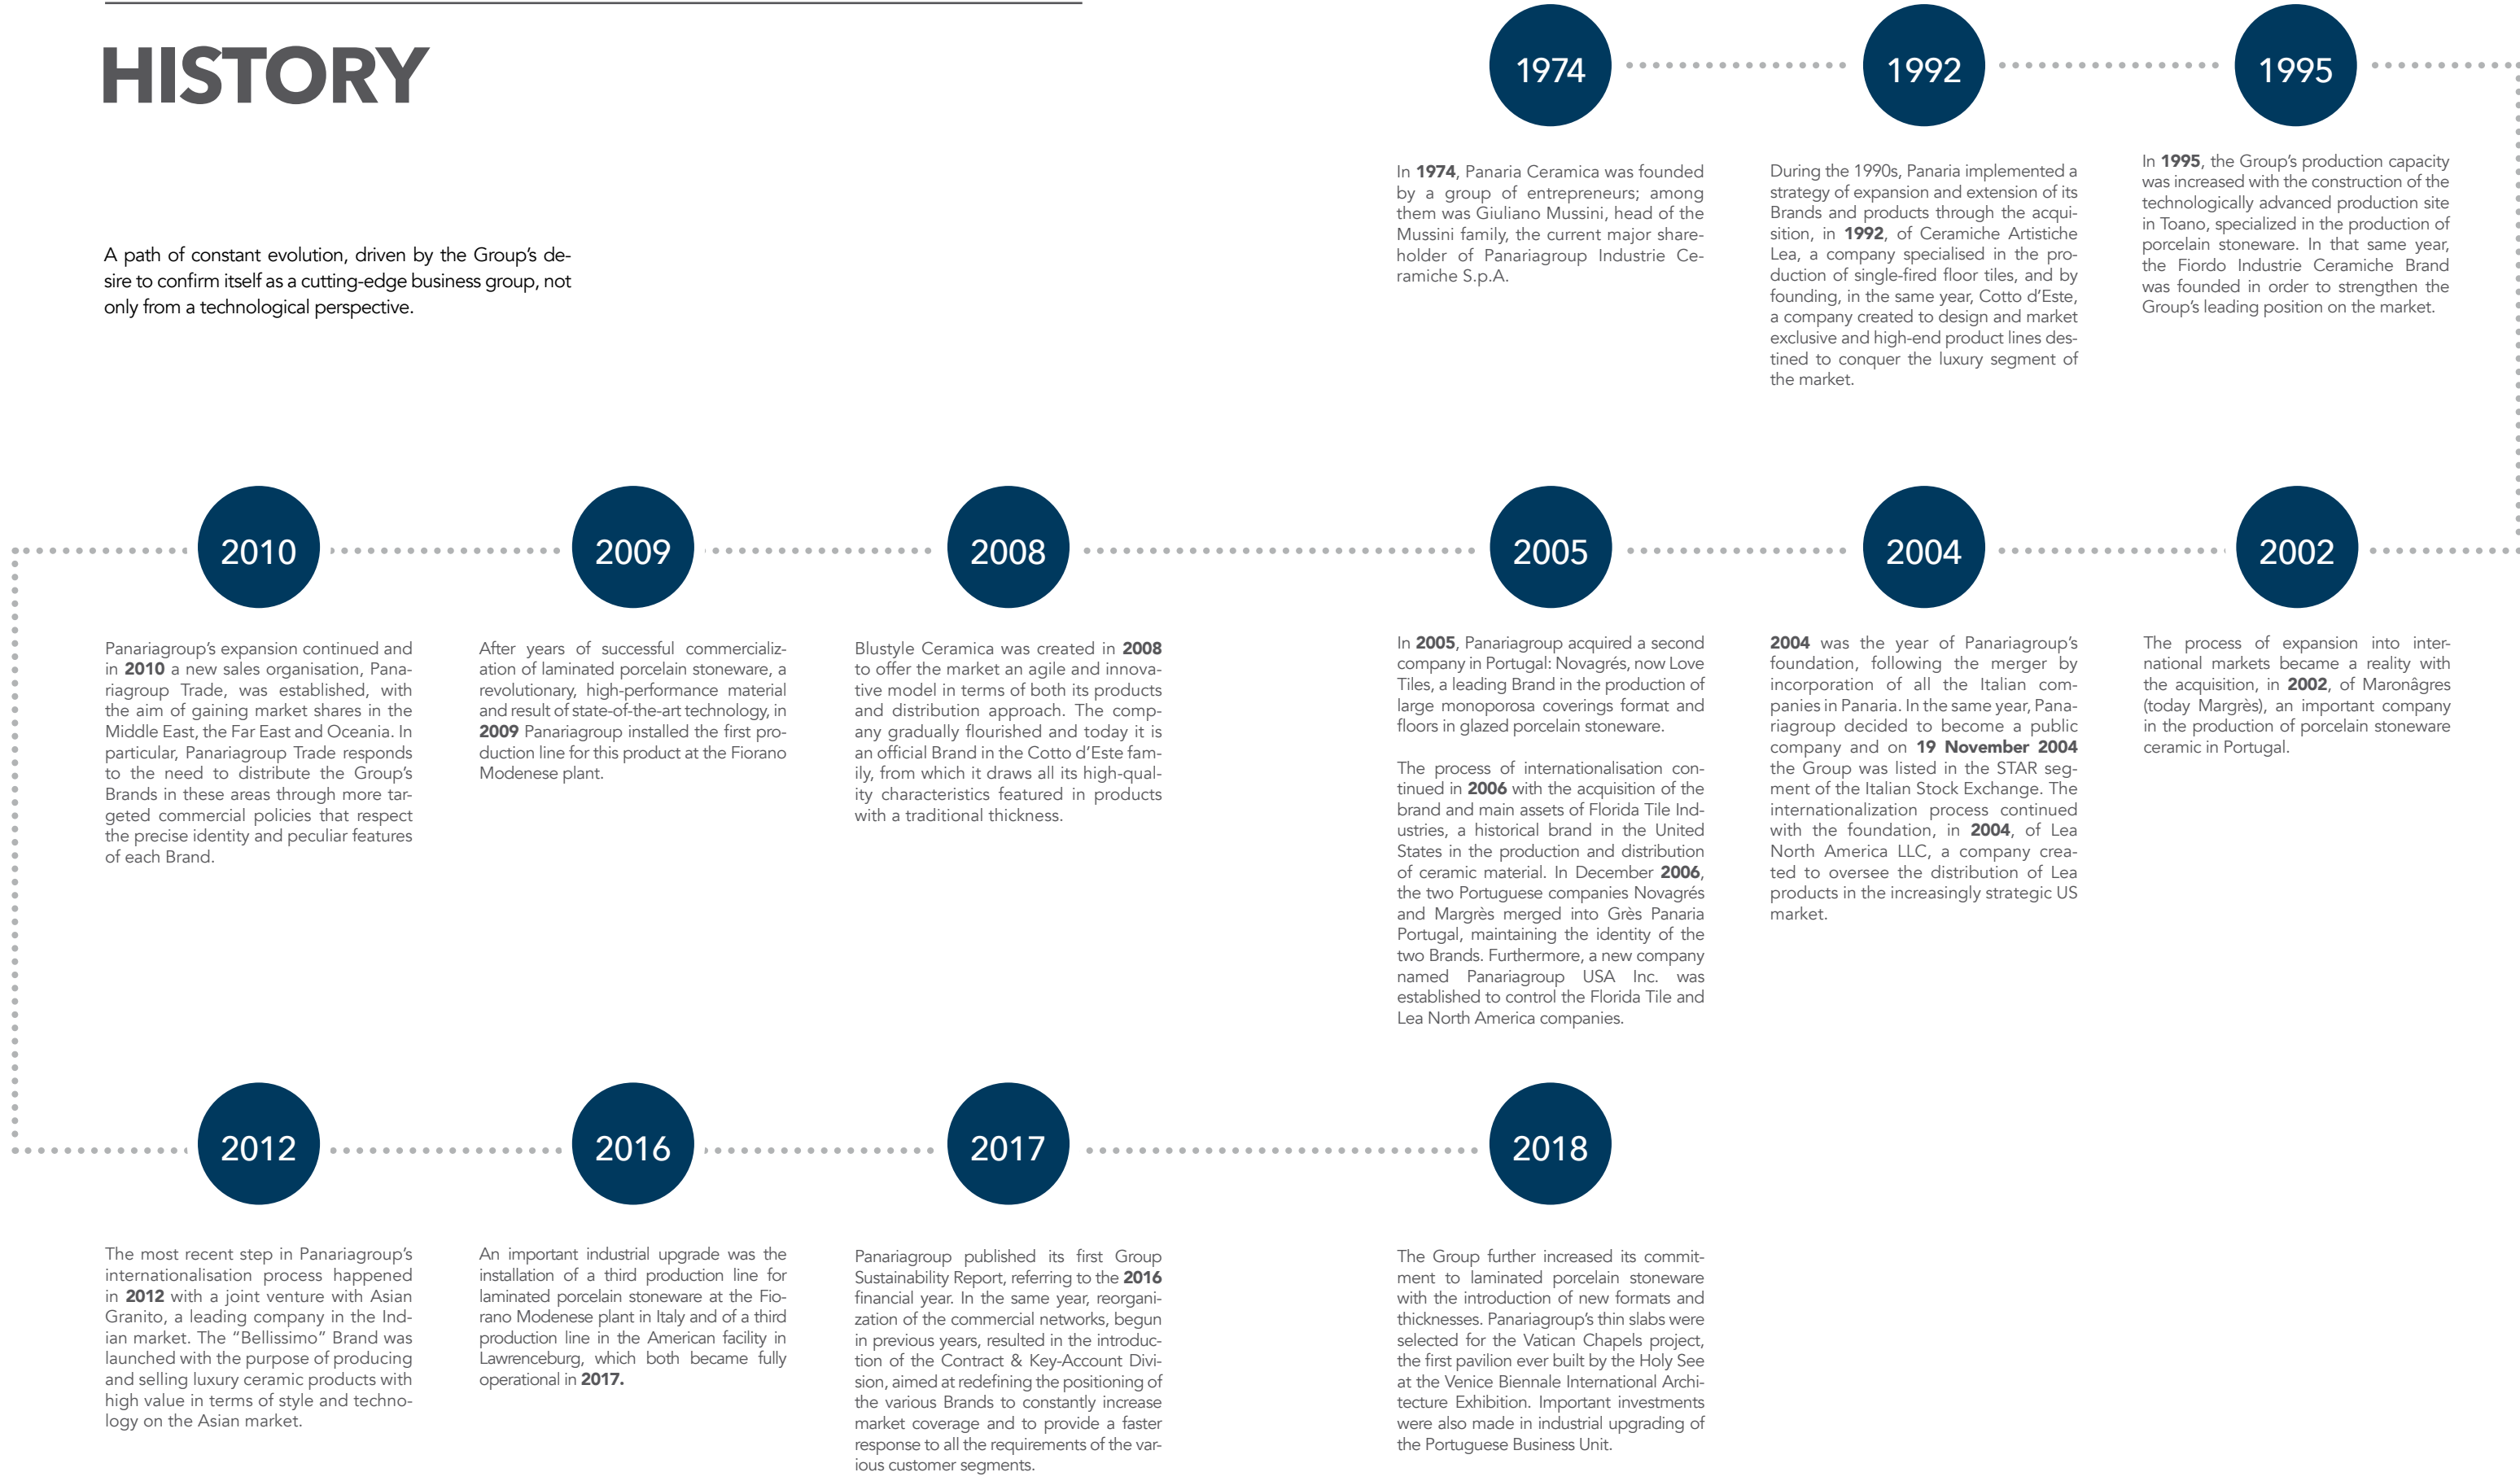 HISTORY
A path of constant evolution, driven by the Group's de-
sire to confirm itself as a cutting-edge business group, not
only from a technological perspective.
1974
In 1974, Panaria Ceramica was founded
by a group of entrepreneurs; among
them was Giuliano Mussini, head of the
Mussini family, the current major share-
holder of Panariagroup Industrie Ce-
ramiche S.p.A.
1992
During the 1990s, Panaria implemented a
strategy of expansion and extension of its
Brands and products through the acqui-
sition, in 1992, of Ceramiche Artistiche
Lea, a company specialised in the pro-
duction of single-fired floor tiles, and by
founding, in the same year, Cotto d'Este,
a company created to design and market
exclusive and high-end product lines des-
tined to conquer the luxury segment of
the market.
1995
In 1995, the Group's production capacity
was increased with the construction of the
technologically advanced production site
in Toano, specialized in the production of
porcelain stoneware. In that same year,
the Fiordo Industrie Ceramiche Brand
was founded in order to strengthen the
Group's leading position on the market.
2002
The process of expansion into inter-
national markets became a reality with
the acquisition, in 2002, of Maronâgres
(today Margrès), an important company
in the production of porcelain stoneware
ceramic in Portugal.
2004
2004 was the year of Panariagroup's
foundation, following the merger by
incorporation of all the Italian com-
panies in Panaria. In the same year, Pana-
riagroup decided to become a public
company and on 19 November 2004
the Group was listed in the STAR seg-
ment of the Italian Stock Exchange. The
internationalization process continued
with the foundation, in 2004, of Lea
North America LLC, a company crea-
ted to oversee the distribution of Lea
products in the increasingly strategic US
market.
2005
In 2005, Panariagroup acquired a second
company in Portugal: Novagrés, now Love
Tiles, a leading Brand in the production of
large monoporosa coverings format and
floors in glazed porcelain stoneware.
The process of internationalisation con-
tinued in 2006 with the acquisition of the
brand and main assets of Florida Tile Ind-
ustries, a historical brand in the United
States in the production and distribution
of ceramic material. In December 2006,
the two Portuguese companies Novagrés
and Margrès merged into Grès Panaria
Portugal, maintaining the identity of the
two Brands. Furthermore, a new company
named Panariagroup USA Inc. was
established to control the Florida Tile and
Lea North America companies.
2008
Blustyle Ceramica was created in 2008
to offer the market an agile and innova-
tive model in terms of both its products
and distribution approach. The comp-
any gradually flourished and today it is
an official Brand in the Cotto d'Este fam-
ily, from which it draws all its high-qual-
ity characteristics featured in products
with a traditional thickness.
2009
After years of successful commercializ-
ation of laminated porcelain stoneware, a
revolutionary, high-performance material
and result of state-of-the-art technology, in
2009 Panariagroup installed the first pro-
duction line for this product at the Fiorano
Modenese plant.
2010
Panariagroup's expansion continued and
in 2010 a new sales organisation, Pana-
riagroup Trade, was established, with
the aim of gaining market shares in the
Middle East, the Far East and Oceania. In
particular, Panariagroup Trade responds
to the need to distribute the Group's
Brands in these areas through more tar-
geted commercial policies that respect
the precise identity and peculiar features
of each Brand.
2012
The most recent step in Panariagroup's
internationalisation process happened
in 2012 with a joint venture with Asian
Granito, a leading company in the Ind-
ian market. The "Bellissimo" Brand was
launched with the purpose of producing
and selling luxury ceramic products with
high value in terms of style and techno-
logy on the Asian market.
2016
An important industrial upgrade was the
installation of a third production line for
laminated porcelain stoneware at the Fio-
rano Modenese plant in Italy and of a third
production line in the American facility in
Lawrenceburg, which both became fully
operational in 2017.
2017
Panariagroup published its first Group
Sustainability Report, referring to the 2016
financial year. In the same year, reorgani-
zation of the commercial networks, begun
in previous years, resulted in the introduc-
tion of the Contract & Key-Account Divi-
sion, aimed at redefining the positioning of
the various Brands to constantly increase
market coverage and to provide a faster
response to all the requirements of the var-
ious customer segments.
2018
The Group further increased its commit-
ment to laminated porcelain stoneware
with the introduction of new formats and
thicknesses. Panariagroup's thin slabs were
selected for the Vatican Chapels project,
the first pavilion ever built by the Holy See
at the Venice Biennale International Archi-
tecture Exhibition. Important investments
were also made in industrial upgrading of
the Portuguese Business Unit.